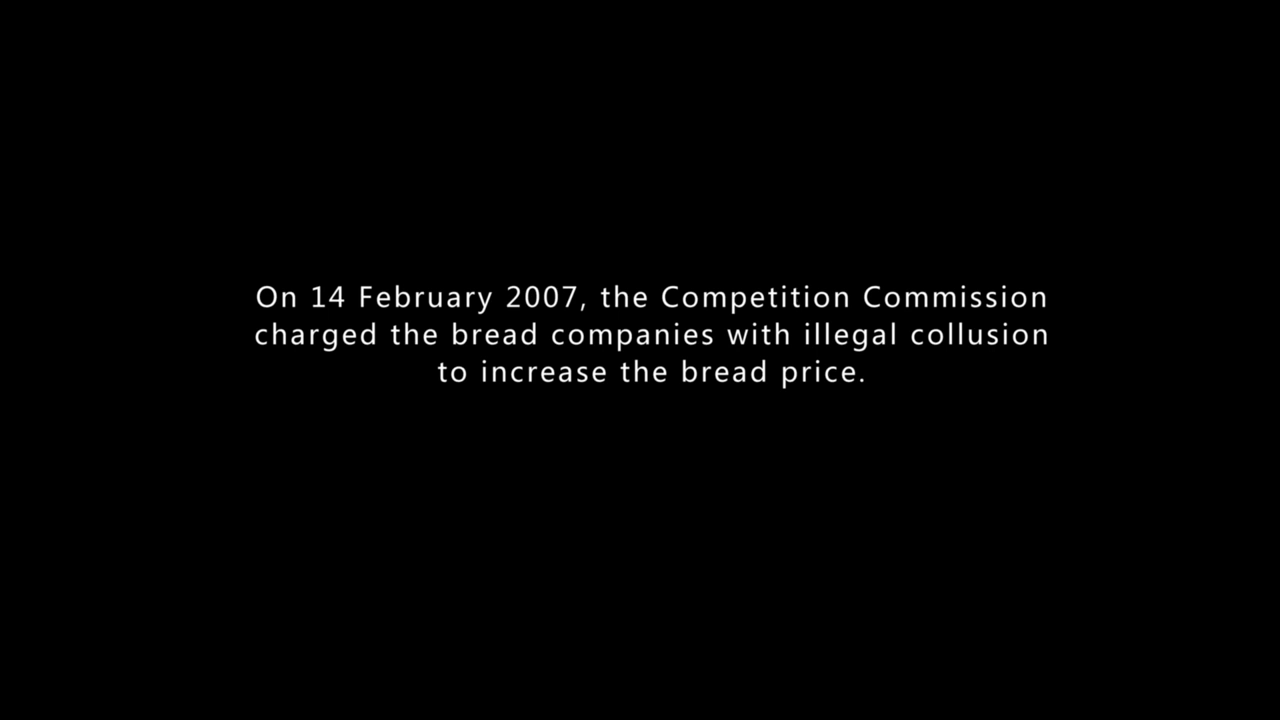 On 14 February 2007, the Competition Commission
charged the bread companies with illegal collusion
to increase the bread price.